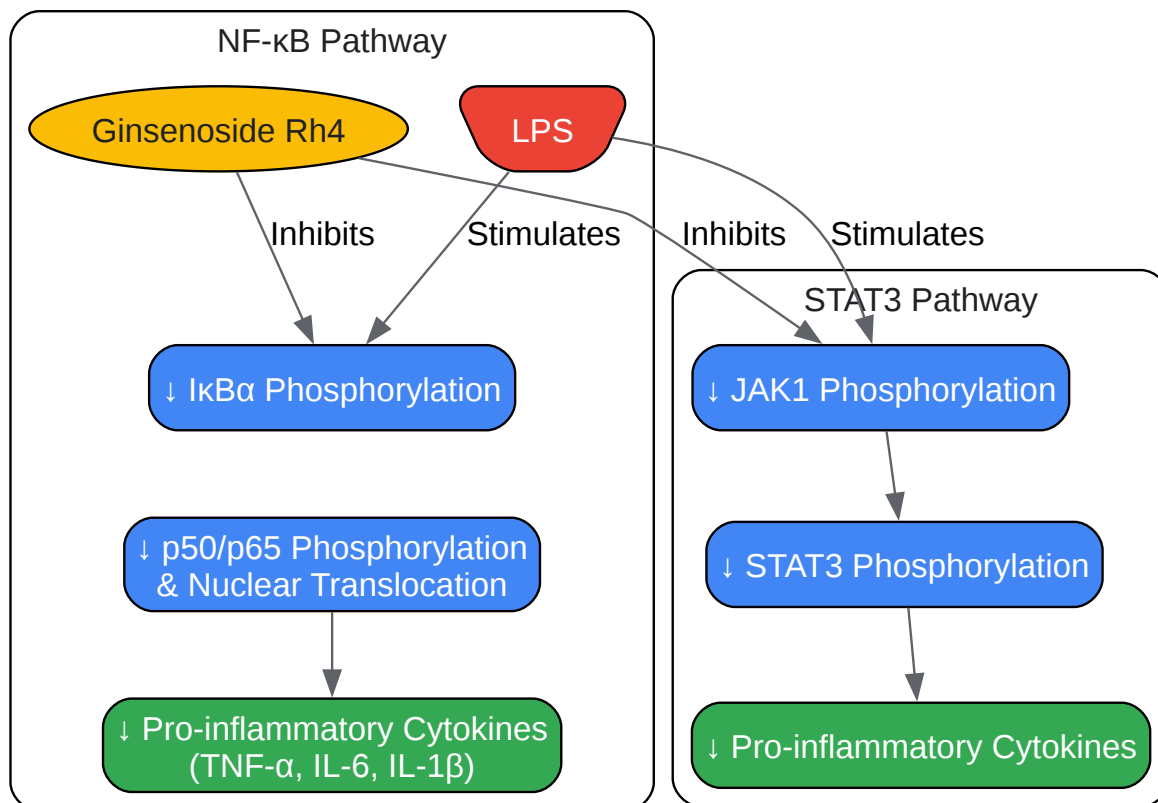 NF-κB Pathway
Ginsenoside Rh4
LPS
Inhibits
Stimulates
Inhibits
Stimulates
STAT3 Pathway
↓ IκBα Phosphorylation
↓ JAK1 Phosphorylation
↓ p50/p65 Phosphorylation
& Nuclear Translocation
↓ STAT3 Phosphorylation
↓ Pro-inflammatory Cytokines
(TNF-α, IL-6, IL-1β)
↓ Pro-inflammatory Cytokines